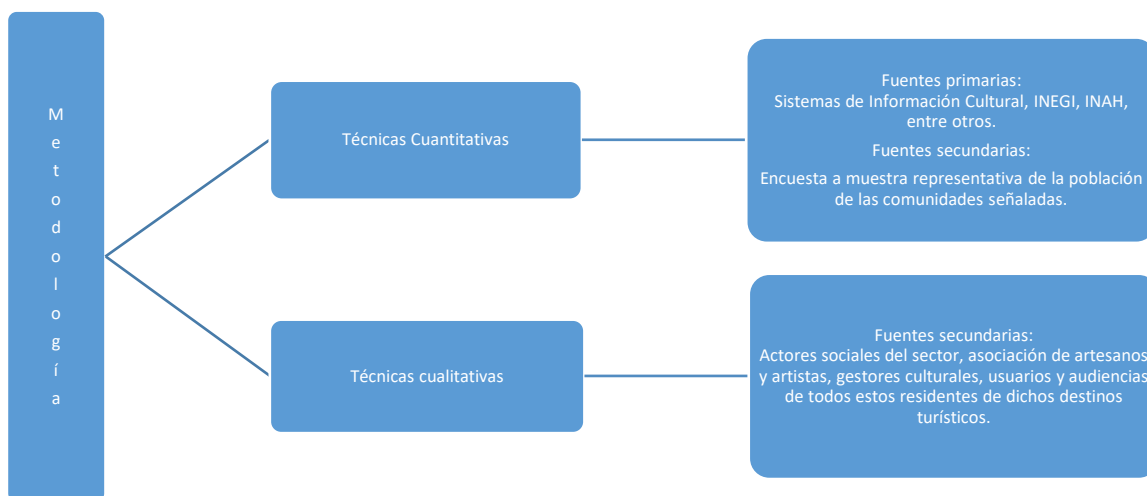 Metodología
Técnicas Cuantitativas
Fuentes primarias:
Sistemas de Información Cultural, INEGI, INAH,
entre otros.
Fuentes secundarias:
Encuesta a muestra representativa de la población
de las comunidades señaladas.
Técnicas cualitativas
Fuentes secundarias:
Actores sociales del sector, asociación de artesanos
y artistas, gestores culturales, usuarios y audiencias
de todos estos residentes de dichos destinos
turísticos.